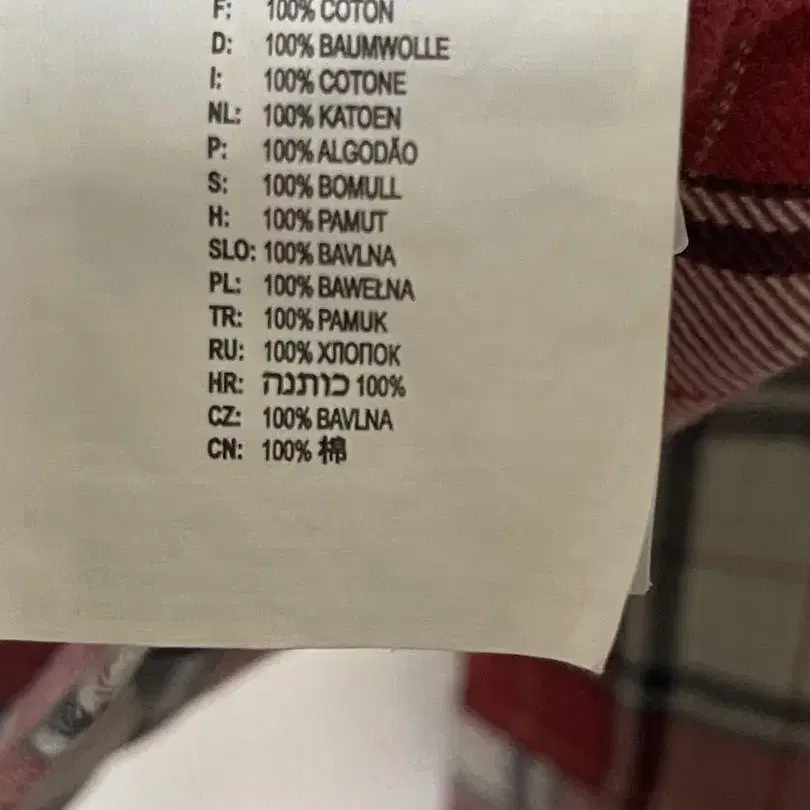 F: 100% COTON
D: 100% BAUMWOLLE
I: 100% COTONE
NL: 100% KATOEN
P: 100% ALGODÃO
S: 100% BOMULL
H: 100% PAMUT
SLO: 100% BAVLNA
PL: 100% BAWEŁNA
TR: 100% PAMUK
RU: 100% ХЛОПОК
HR: 100% כותנה
CZ: 100% BAVLNA
CN: 100% 棉